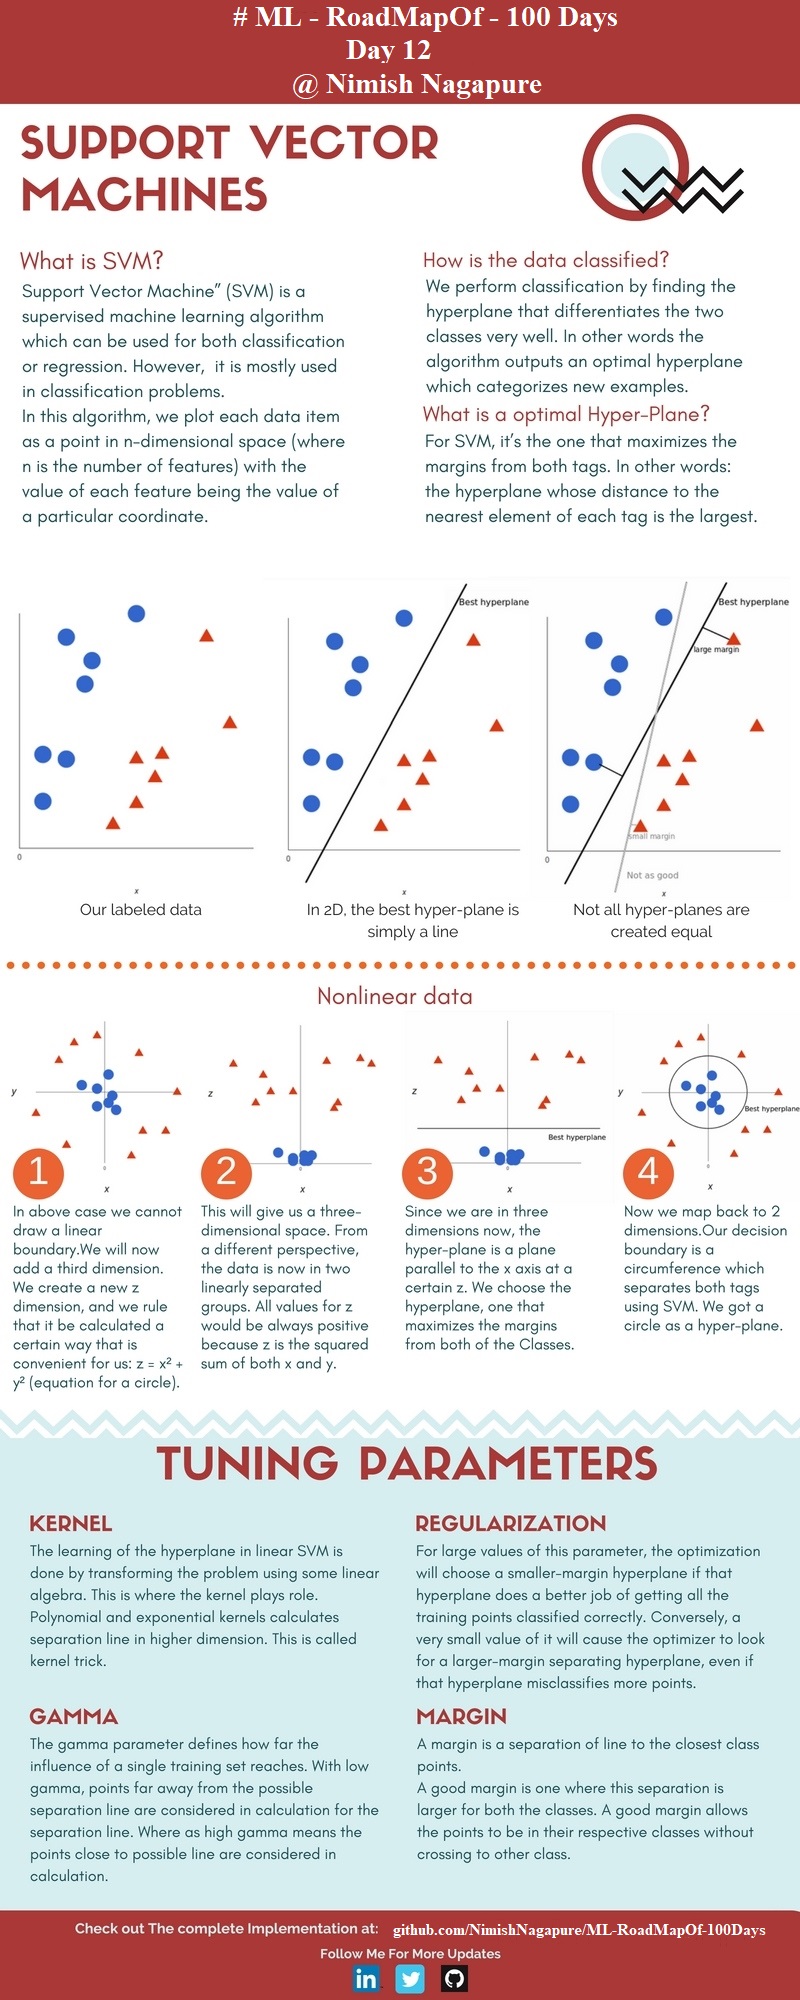 # ML - RoadMapOf - 100 Days
Day 12
@ Nimish Nagapure
SUPPORT VECTOR
MACHINES
What is SVM?
Support Vector Machine” (SVM) is a
supervised machine learning algorithm
which can be used for both classification
or regression. However, it is mostly used
in classification problems.
In this algorithm, we plot each data item
as a point in n-dimensional space (where
n is the number of features) with the
value of each feature being the value of
a particular coordinate.
How is the data classified?
We perform classification by finding the
hyperplane that differentiates the two
classes very well. In other words the
algorithm outputs an optimal hyperplane
which categorizes new examples.
What is a optimal Hyper-Plane?
For SVM, it’s the one that maximizes the
margins from both tags. In other words:
the hyperplane whose distance to the
nearest element of each tag is the largest.
0
x
Our labeled data
Best hyperplane
0
x
In 2D, the best hyper-plane is
simply a line
Best hyperplane
large margin
small margin
0
Not as good
x
Not all hyper-planes are
created equal
Nonlinear data
y
0
x
1
In above case we cannot
draw a linear
boundary.We will now
add a third dimension.
We create a new z
dimension, and we rule
that it be calculated a
certain way that is
convenient for us: z = x² +
y² (equation for a circle).
z
0
x
2
This will give us a three-
dimensional space. From
a different perspective,
the data is now in two
linearly separated
groups. All values for z
would be always positive
because z is the squared
sum of both x and y.
z
Best hyperplane
0
x
3
Since we are in three
dimensions now, the
hyper-plane is a plane
parallel to the x axis at a
certain z. We choose the
hyperplane, one that
maximizes the margins
from both of the Classes.
y
Best hyperplane
0
x
4
Now we map back to 2
dimensions.Our decision
boundary is a
circumference which
separates both tags
using SVM. We got a
circle as a hyper-plane.
TUNING PARAMETERS
KERNEL
The learning of the hyperplane in linear SVM is
done by transforming the problem using some linear
algebra. This is where the kernel plays role.
Polynomial and exponential kernels calculates
separation line in higher dimension. This is called
kernel trick.
REGULARIZATION
For large values of this parameter, the optimization
will choose a smaller-margin hyperplane if that
hyperplane does a better job of getting all the
training points classified correctly. Conversely, a
very small value of it will cause the optimizer to look
for a larger-margin separating hyperplane, even if
that hyperplane misclassifies more points.
GAMMA
The gamma parameter defines how far the
influence of a single training set reaches. With low
gamma, points far away from the possible
separation line are considered in calculation for the
separation line. Where as high gamma means the
points close to possible line are considered in
calculation.
MARGIN
A margin is a separation of line to the closest class
points.
A good margin is one where this separation is
larger for both the classes. A good margin allows
the points to be in their respective classes without
crossing to other class.
Check out The complete Implementation at: github.com/NimishNagapure/ML-RoadMapOf-100Days
Follow Me For More Updates
in